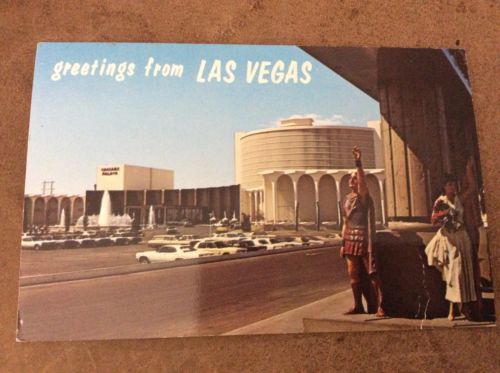 greetings from LAS VEGAS
CAESARS
PALACE